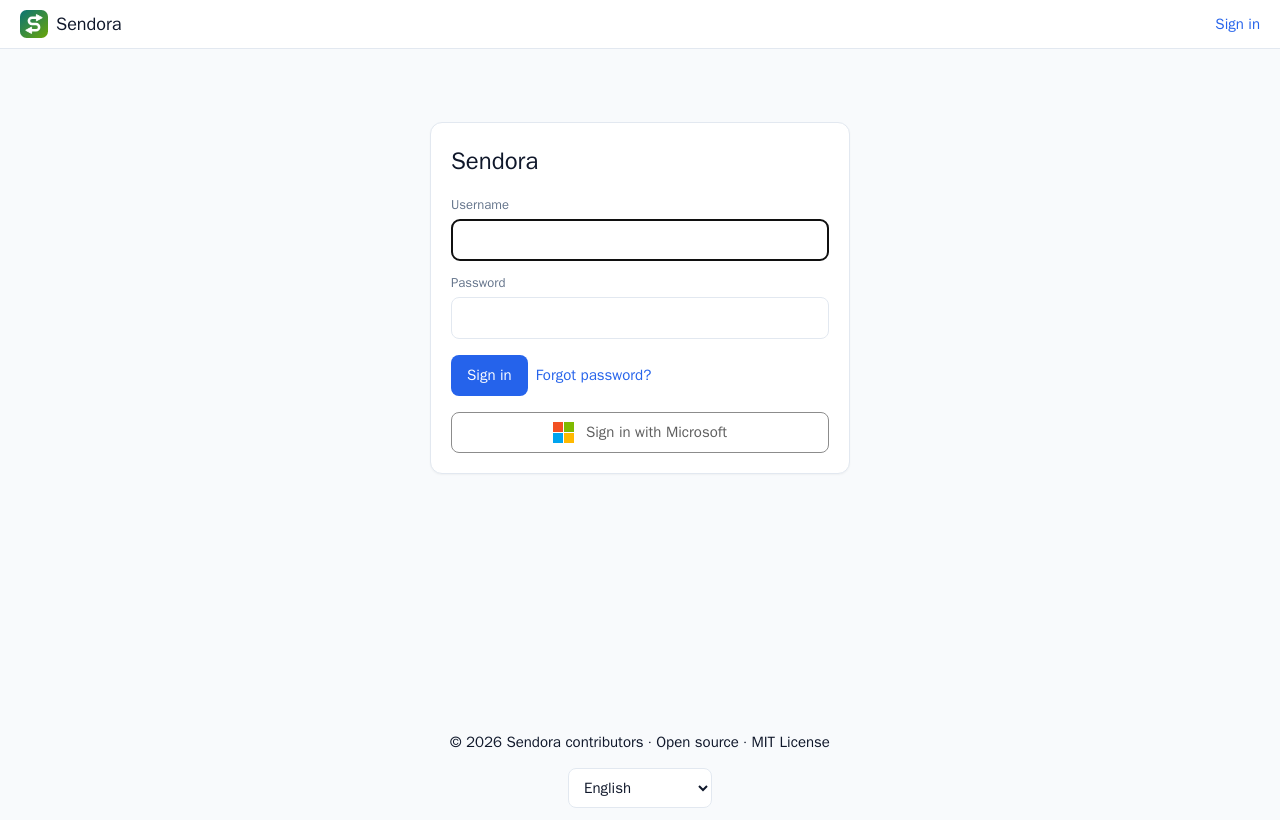 Sendora
Sign in
Sendora
Username
Password
Sign in
Forgot password?
Sign in with Microsoft
© 2026 Sendora contributors · Open source · MIT License
English